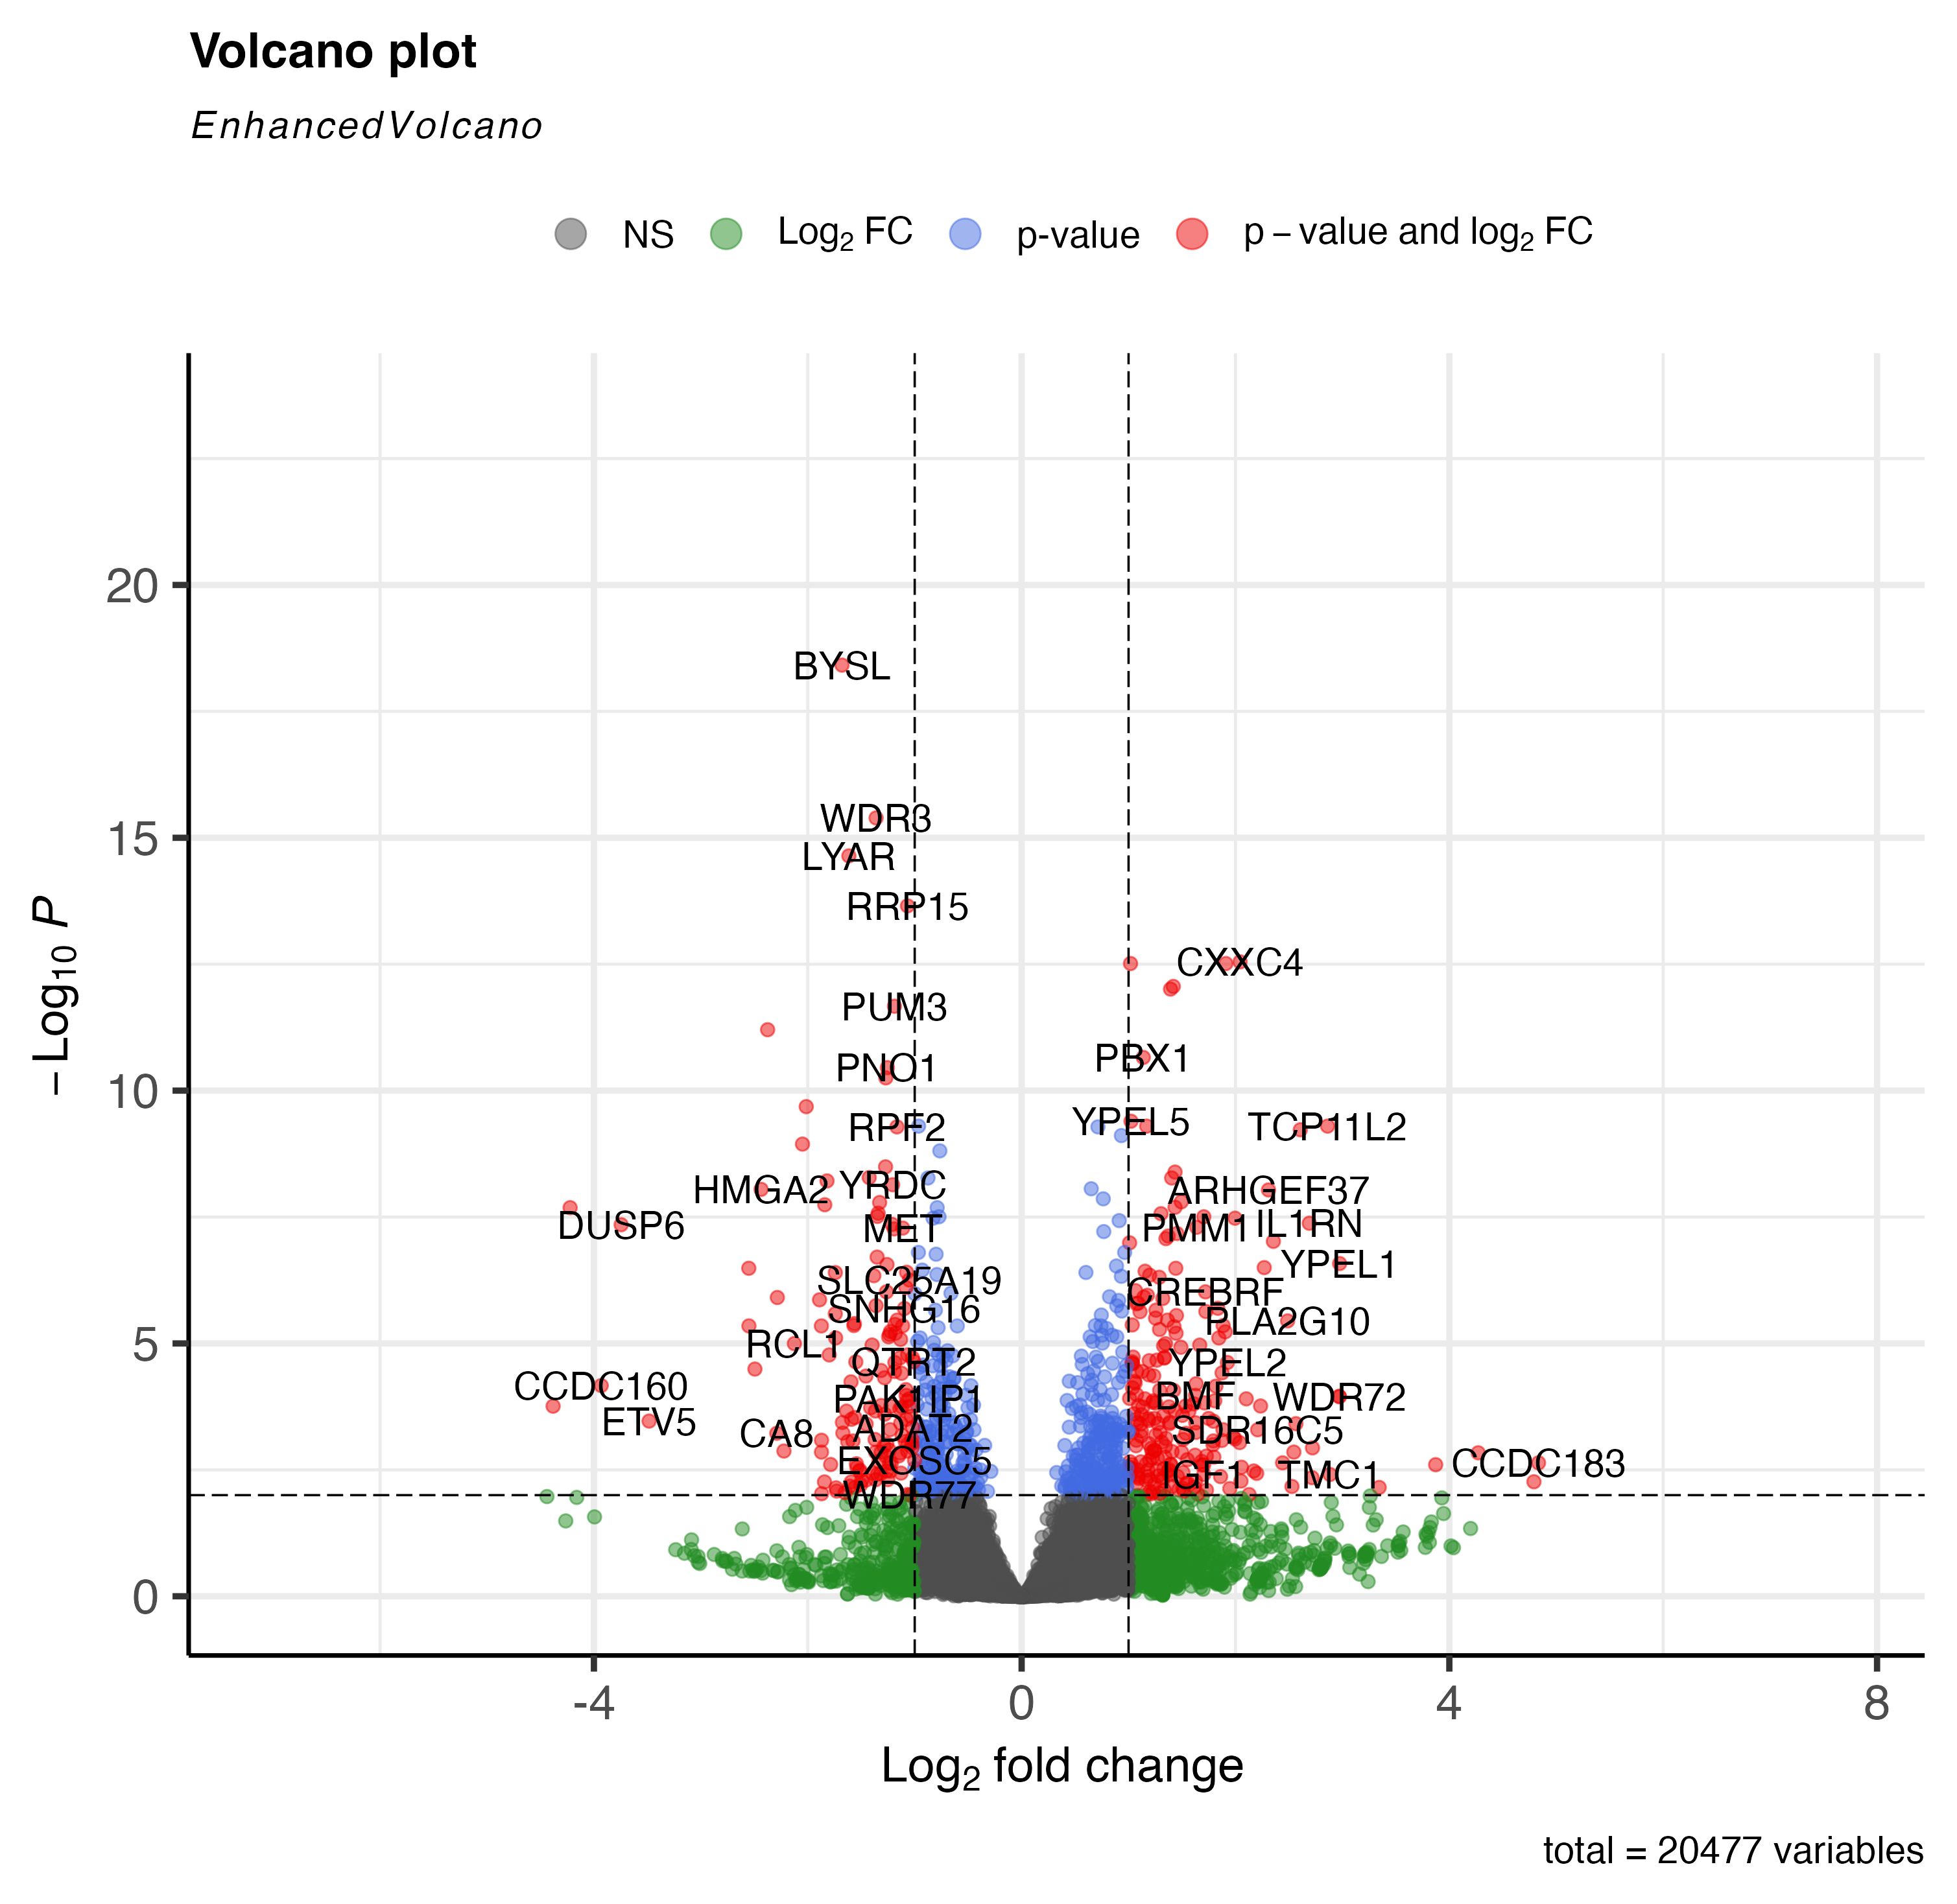 Volcano plot
EnhancedVolcano
NS Log2 FC p-value p – value and log2 FC
20
BYSL
WDR3
15
LYAR
RRP15
CXXC4
PUM3
PBX1
PNO1
10
YPEL5
RPF2 TCP11L2
HMGA2 YRDC ARHGEF37
DUSP6 MET PMM1 IL1RN
YPEL1
SLC25A19 CREBRF
SNHG16 PLA2G10
5 RCL1
QTRT2 YPEL2
CCDC160 PAK1IP1 BMF WDR72
ETV5 CA8 ADAT2 SDR16C5
EXOSC5 IGF1 TMC1 CCDC183
WDR77
0
-4 0 4 8
–Log10 P
Log2 fold change
total = 20477 variables